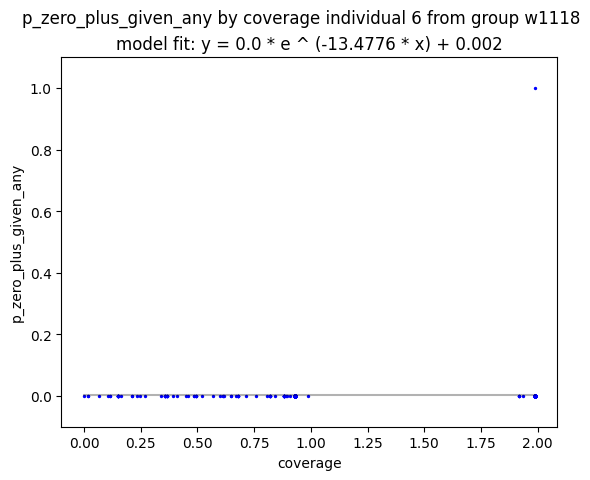 p_zero_plus_given_any by coverage individual 6 from group w1118
model fit: y = 0.0 * e ^ (-13.4776 * x) + 0.002
1.0
0.8
0.6
0.4
0.2
0.0
p_zero_plus_given_any
0.00 0.25 0.50 0.75 1.00 1.25 1.50 1.75 2.00
coverage